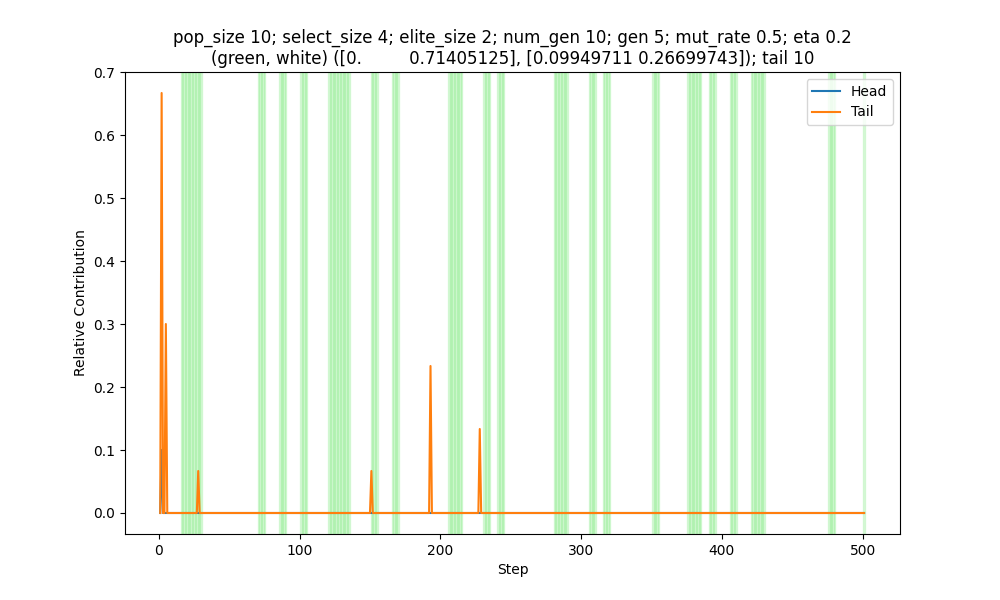 pop_size 10; select_size 4; elite_size 2; num_gen 10; gen 5; mut_rate 0.5; eta 0.2
(green, white) ([0.         0.71405125], [0.09949711 0.26699743]); tail 10
0.7
0.6
0.5
0.4
0.3
0.2
0.1
0.0
Relative Contribution
Head
Tail
0
100
200
300
400
500
Step